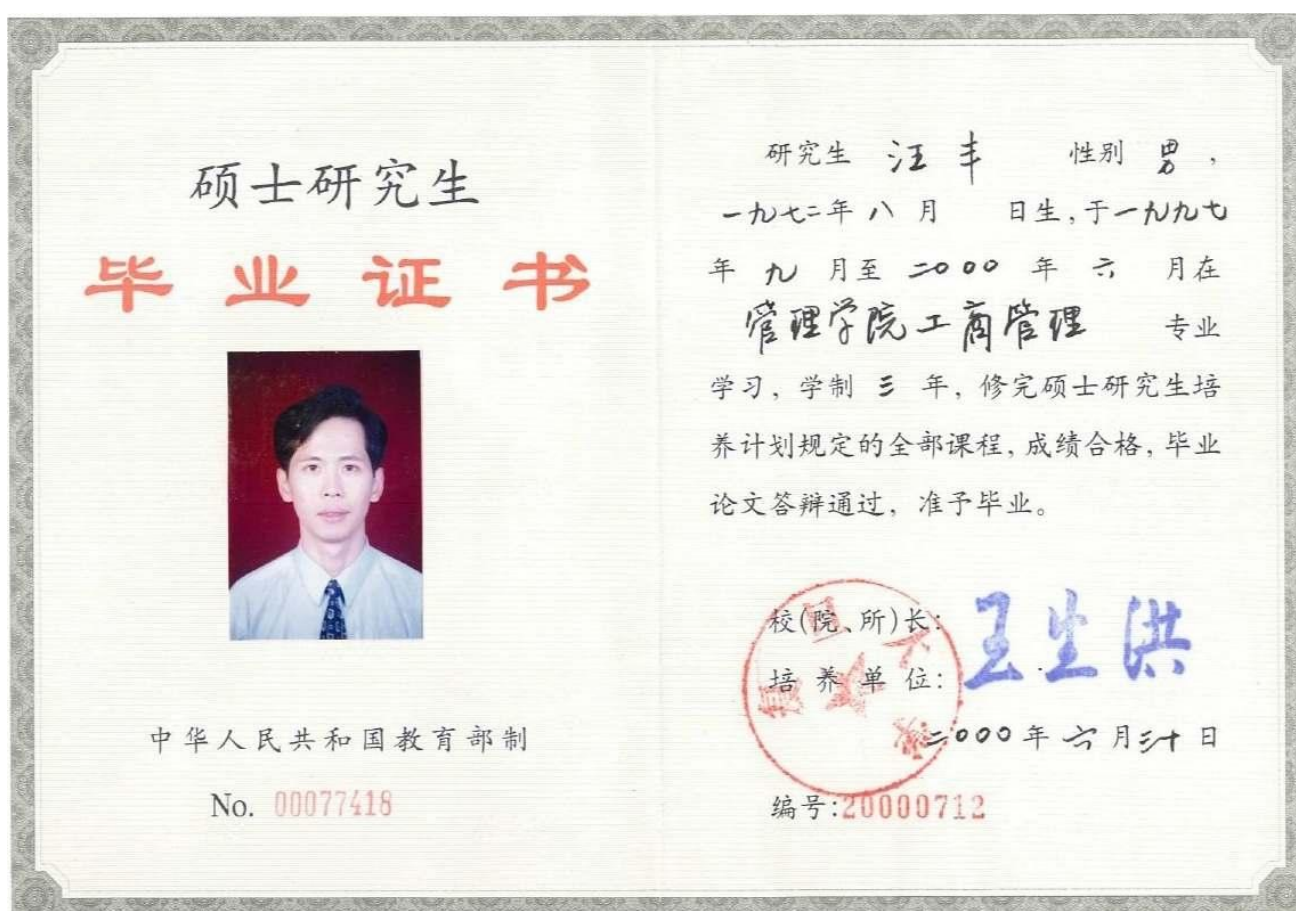 硕士研究生
毕业证书
中华人民共和国教育部制
No. 00077418
研究生 汪丰 性别 男，
一九七二年八月 日生，于一九九七
年 九 月至 二000 年 六 月在
管理学院工商管理 专业
学习，学制 三 年，修完硕士研究生培
养计划规定的全部课程，成绩合格，毕业
论文答辩通过，准予毕业。
校(院、所)长：王生洪
培养单位：
复旦大学
二000年六月三十日
编号：20000712